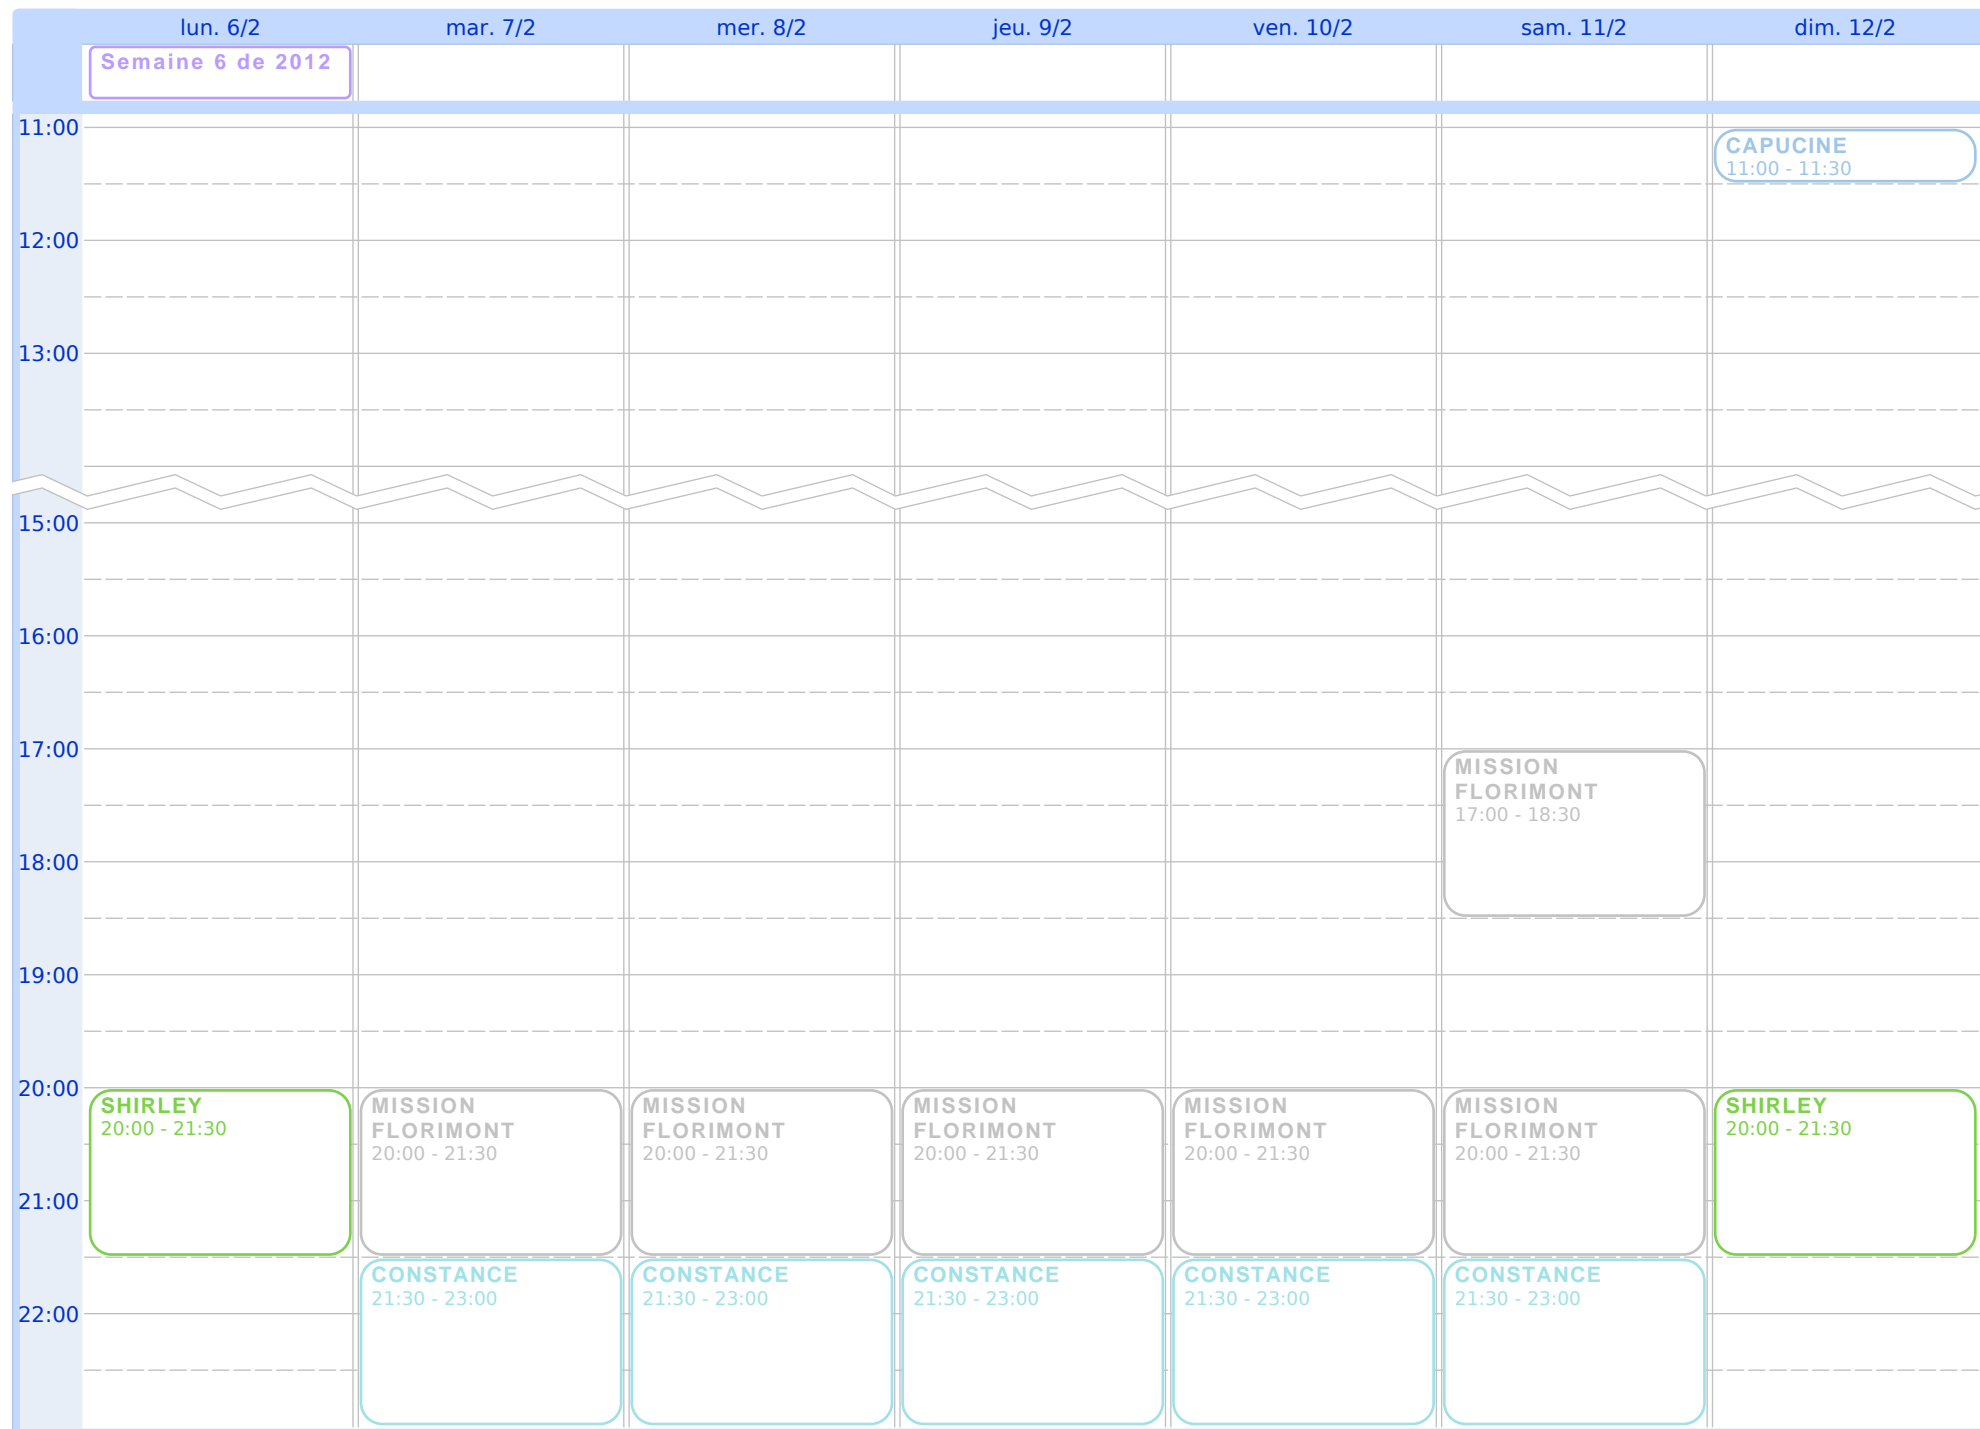 lun. 6/2 mar. 7/2 mer. 8/2 jeu. 9/2 ven. 10/2 sam. 11/2 dim. 12/2
Semaine 6 de 2012
11:00
CAPUCINE
11:00 - 11:30
12:00
13:00
15:00
16:00
17:00
MISSION
FLORIMONT
17:00 - 18:30
18:00
19:00
20:00
SHIRLEY
20:00 - 21:30
MISSION
FLORIMONT
20:00 - 21:30
MISSION
FLORIMONT
20:00 - 21:30
MISSION
FLORIMONT
20:00 - 21:30
MISSION
FLORIMONT
20:00 - 21:30
MISSION
FLORIMONT
20:00 - 21:30
SHIRLEY
20:00 - 21:30
21:00
CONSTANCE
21:30 - 23:00
CONSTANCE
21:30 - 23:00
CONSTANCE
21:30 - 23:00
CONSTANCE
21:30 - 23:00
CONSTANCE
21:30 - 23:00
22:00